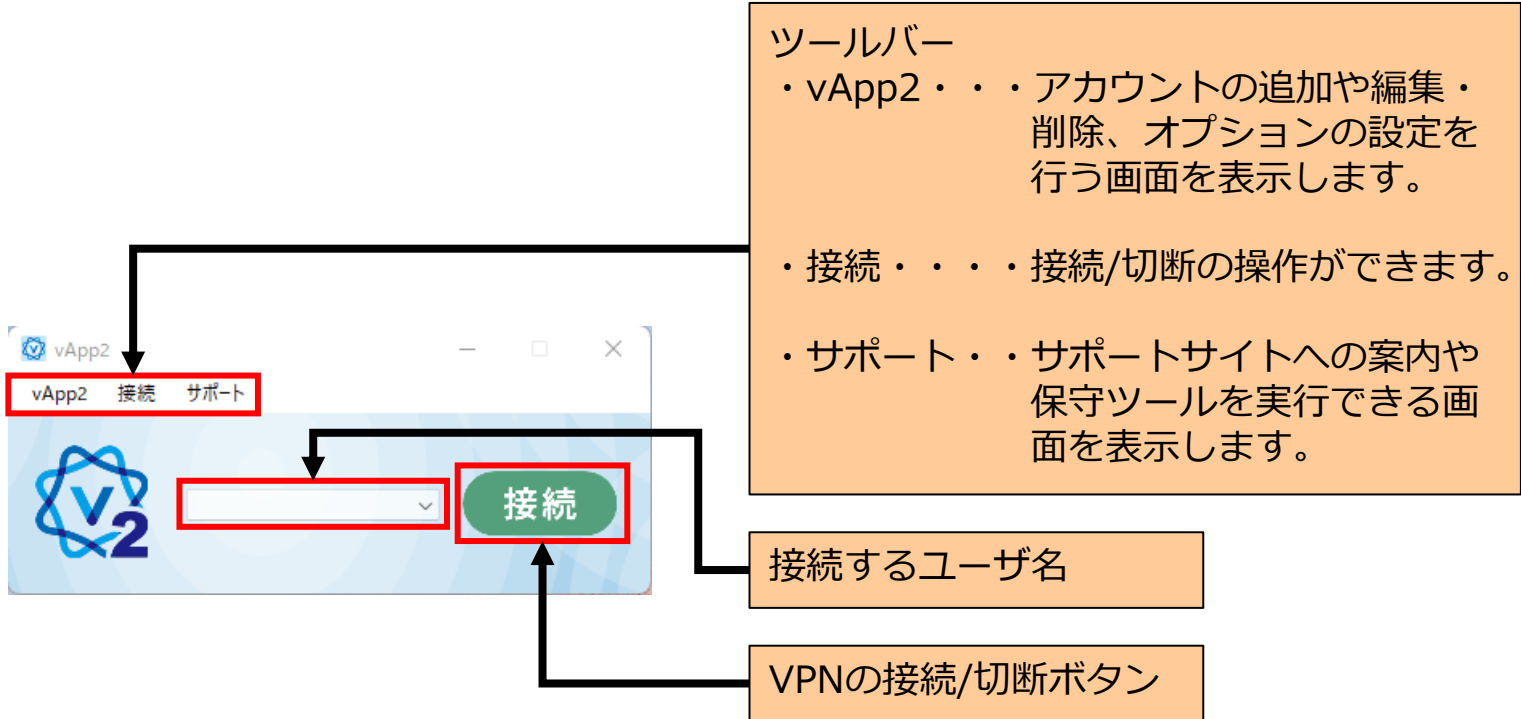 ツールバー
・vApp2・・・アカウントの追加や編集・
削除、オプションの設定を
行う画面を表示します。
・接続・・・・接続/切断の操作ができます。
・サポート・・サポートサイトへの案内や
保守ツールを実行できる画
面を表示します。
vApp2
vApp2 接続 サポート
V2
接続
接続するユーザ名
VPNの接続/切断ボタン